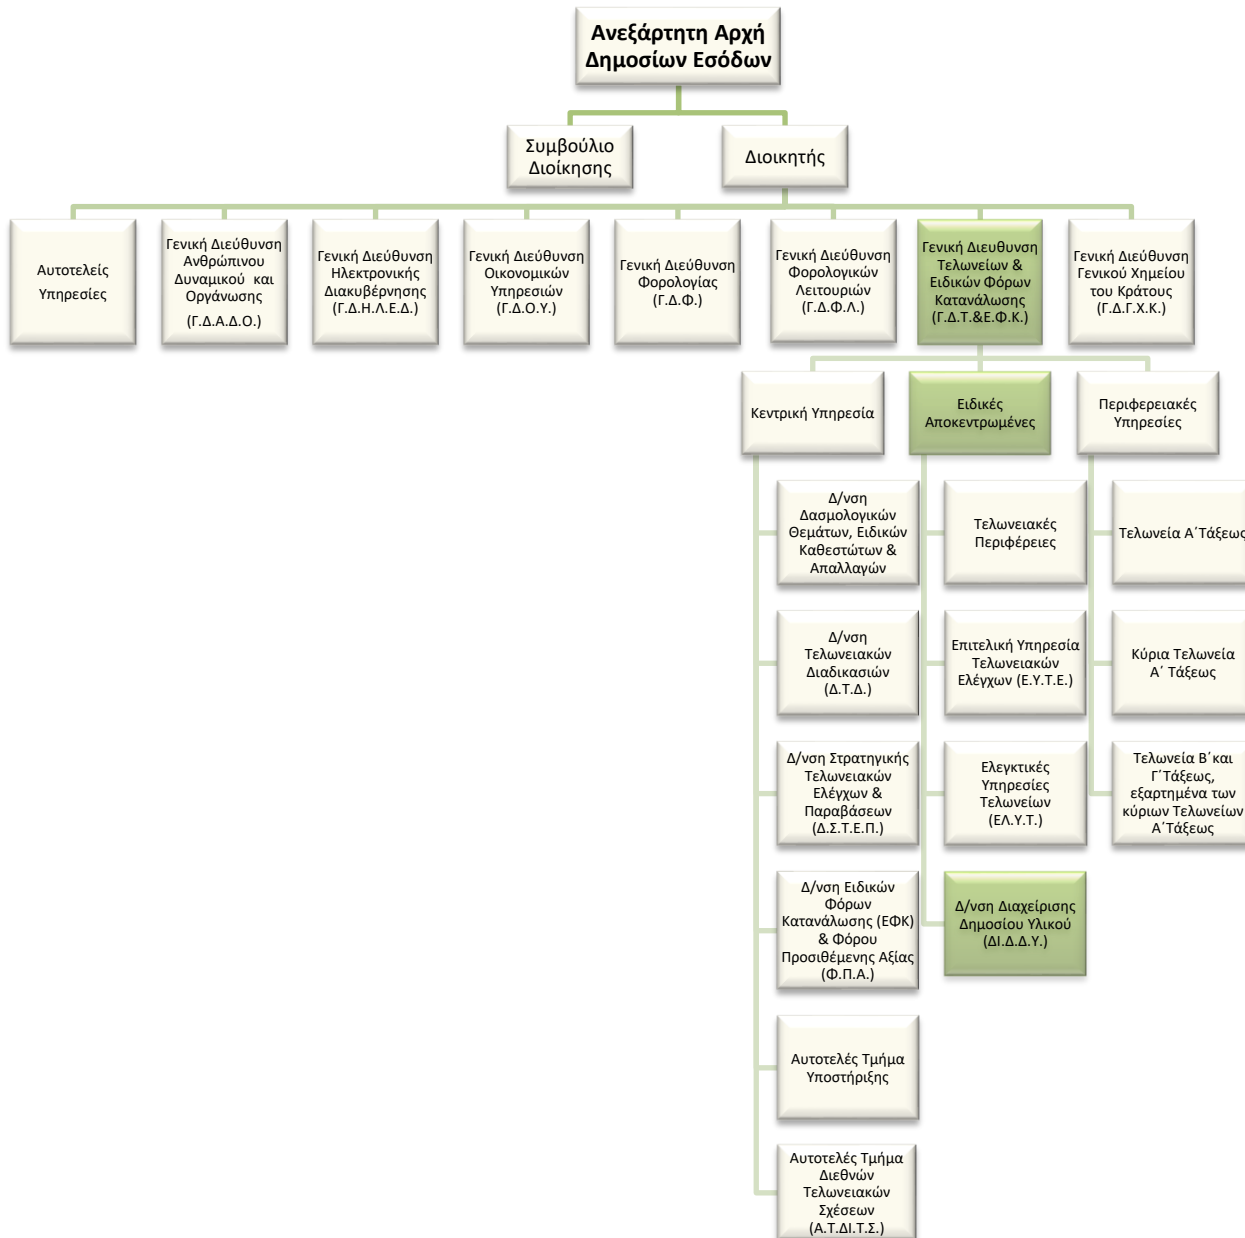 Ανεξάρτητη Αρχή
Δημοσίων Εσόδων
Συμβούλιο
Διοίκησης
Διοικητής
Αυτοτελείς
Υπηρεσίες
Γενική Διεύθυνση
Ανθρώπινου
Δυναμικού και
Οργάνωσης
(Γ.Δ.Α.Δ.Ο.)
Γενική Διεύθυνση
Ηλεκτρονικής
Διακυβέρνησης
(Γ.Δ.Η.Λ.Ε.Δ.)
Γενική Διεύθυνση
Οικονομικών
Υπηρεσιών
(Γ.Δ.Ο.Υ.)
Γενική Διεύθυνση
Φορολογίας
(Γ.Δ.Φ.)
Γενική Διεύθυνση
Φορολογικών
Λειτουριών
(Γ.Δ.Φ.Λ.)
Γενική Διευθυνση
Τελωνείων &
Ειδικών Φόρων
Κατανάλωσης
(Γ.Δ.Τ.&Ε.Φ.Κ.)
Γενική Διεύθυνση
Γενικού Χημείου
του Κράτους
(Γ.Δ.Γ.Χ.Κ.)
Κεντρική Υπηρεσία
Ειδικές
Αποκεντρωμένες
Περιφερειακές
Υπηρεσίες
Δ/νση
Δασμολογικών
Θεμάτων, Ειδικών
Καθεστώτων &
Απαλλαγών
Τελωνειακές
Περιφέρειες
Τελωνεία Α΄Τάξεως
Δ/νση
Τελωνειακών
Διαδικασιών
(Δ.Τ.Δ.)
Επιτελική Υπηρεσία
Τελωνειακών
Ελέγχων (Ε.Υ.Τ.Ε.)
Κύρια Τελωνεία
Α΄ Τάξεως
Δ/νση Στρατηγικής
Τελωνειακών
Ελέγχων &
Παραβάσεων
(Δ.Σ.Τ.Ε.Π.)
Ελεγκτικές
Υπηρεσίες
Τελωνείων
(ΕΛ.Υ.Τ.)
Τελωνεία Β΄και
Γ΄Τάξεως,
εξαρτημένα των
κύριων Τελωνείων
Α΄Τάξεως
Δ/νση Ειδικών
Φόρων
Κατανάλωσης (ΕΦΚ)
& Φόρου
Προσιθέμενης Αξίας
(Φ.Π.Α.)
Δ/νση Διαχείρισης
Δημοσίου Υλικού
(ΔΙ.Δ.Δ.Υ.)
Αυτοτελές Τμήμα
Υποστήριξης
Αυτοτελές Τμήμα
Διεθνών
Τελωνειακών
Σχέσεων
(Α.Τ.ΔΙ.Τ.Σ.)